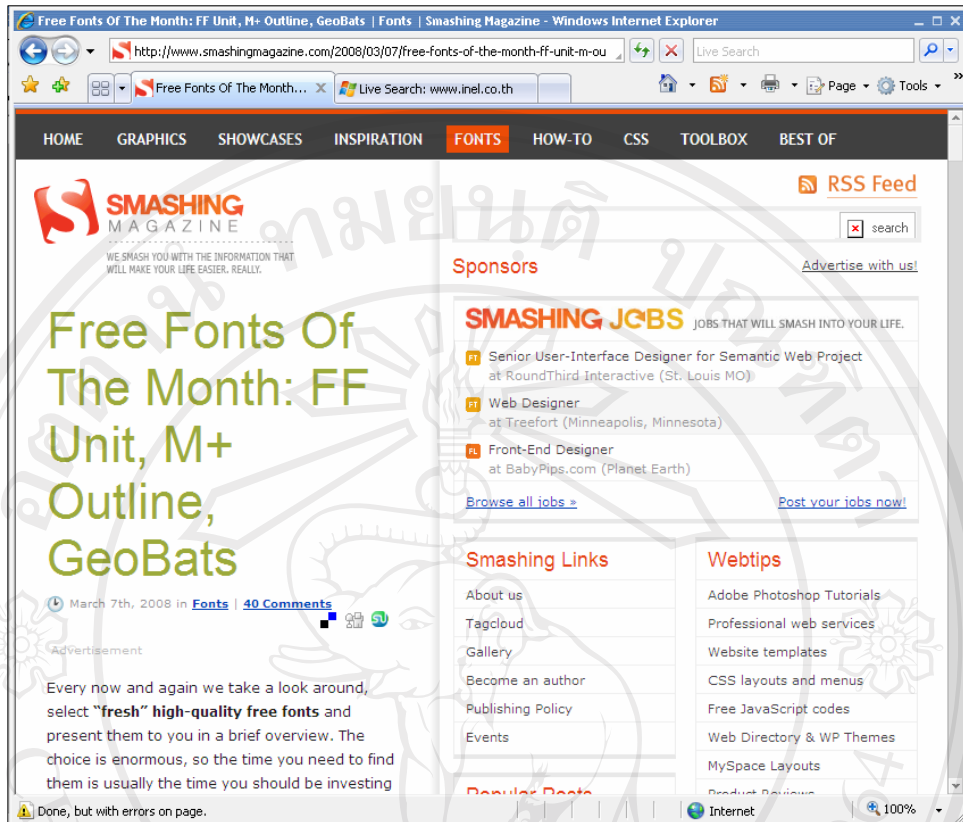 Free Fonts Of The Month: FF Unit, M+ Outline, GeoBats | Fonts | Smashing Magazine - Windows Internet Explorer
http://www.smashingmagazine.com/2008/03/07/free-fonts-of-the-month-ff-unit-m-ou
Live Search
Free Fonts Of The Month...
Live Search: www.inel.co.th
Page
Tools
HOME GRAPHICS SHOWCASES INSPIRATION FONTS HOW-TO CSS TOOLBOX BEST OF
SMASHING
MAGAZINE
WE SMASH YOU WITH THE INFORMATION THAT
WILL MAKE YOUR LIFE EASIER. REALLY.
Free Fonts Of
The Month: FF
Unit, M+
Outline,
GeoBats
March 7th, 2008 in Fonts | 40 Comments
Advertisement
Every now and again we take a look around,
select “fresh” high-quality free fonts and
present them to you in a brief overview. The
choice is enormous, so the time you need to find
them is usually the time you should be investing
RSS Feed
search
Sponsors
Advertise with us!
SMASHING JOBS JOBS THAT WILL SMASH INTO YOUR LIFE.
FT Senior User-Interface Designer for Semantic Web Project
at RoundThird Interactive (St. Louis MO)
FT Web Designer
at Treefort (Minneapolis, Minnesota)
FL Front-End Designer
at BabyPips.com (Planet Earth)
Browse all jobs »
Post your jobs now!
Smashing Links
About us
Tagcloud
Gallery
Become an author
Publishing Policy
Events
Popular Posts
Webtips
Adobe Photoshop Tutorials
Professional web services
Website templates
CSS layouts and menus
Free JavaScript codes
Web Directory & WP Themes
MySpace Layouts
Product Reviews
Done, but with errors on page.
Internet
100%